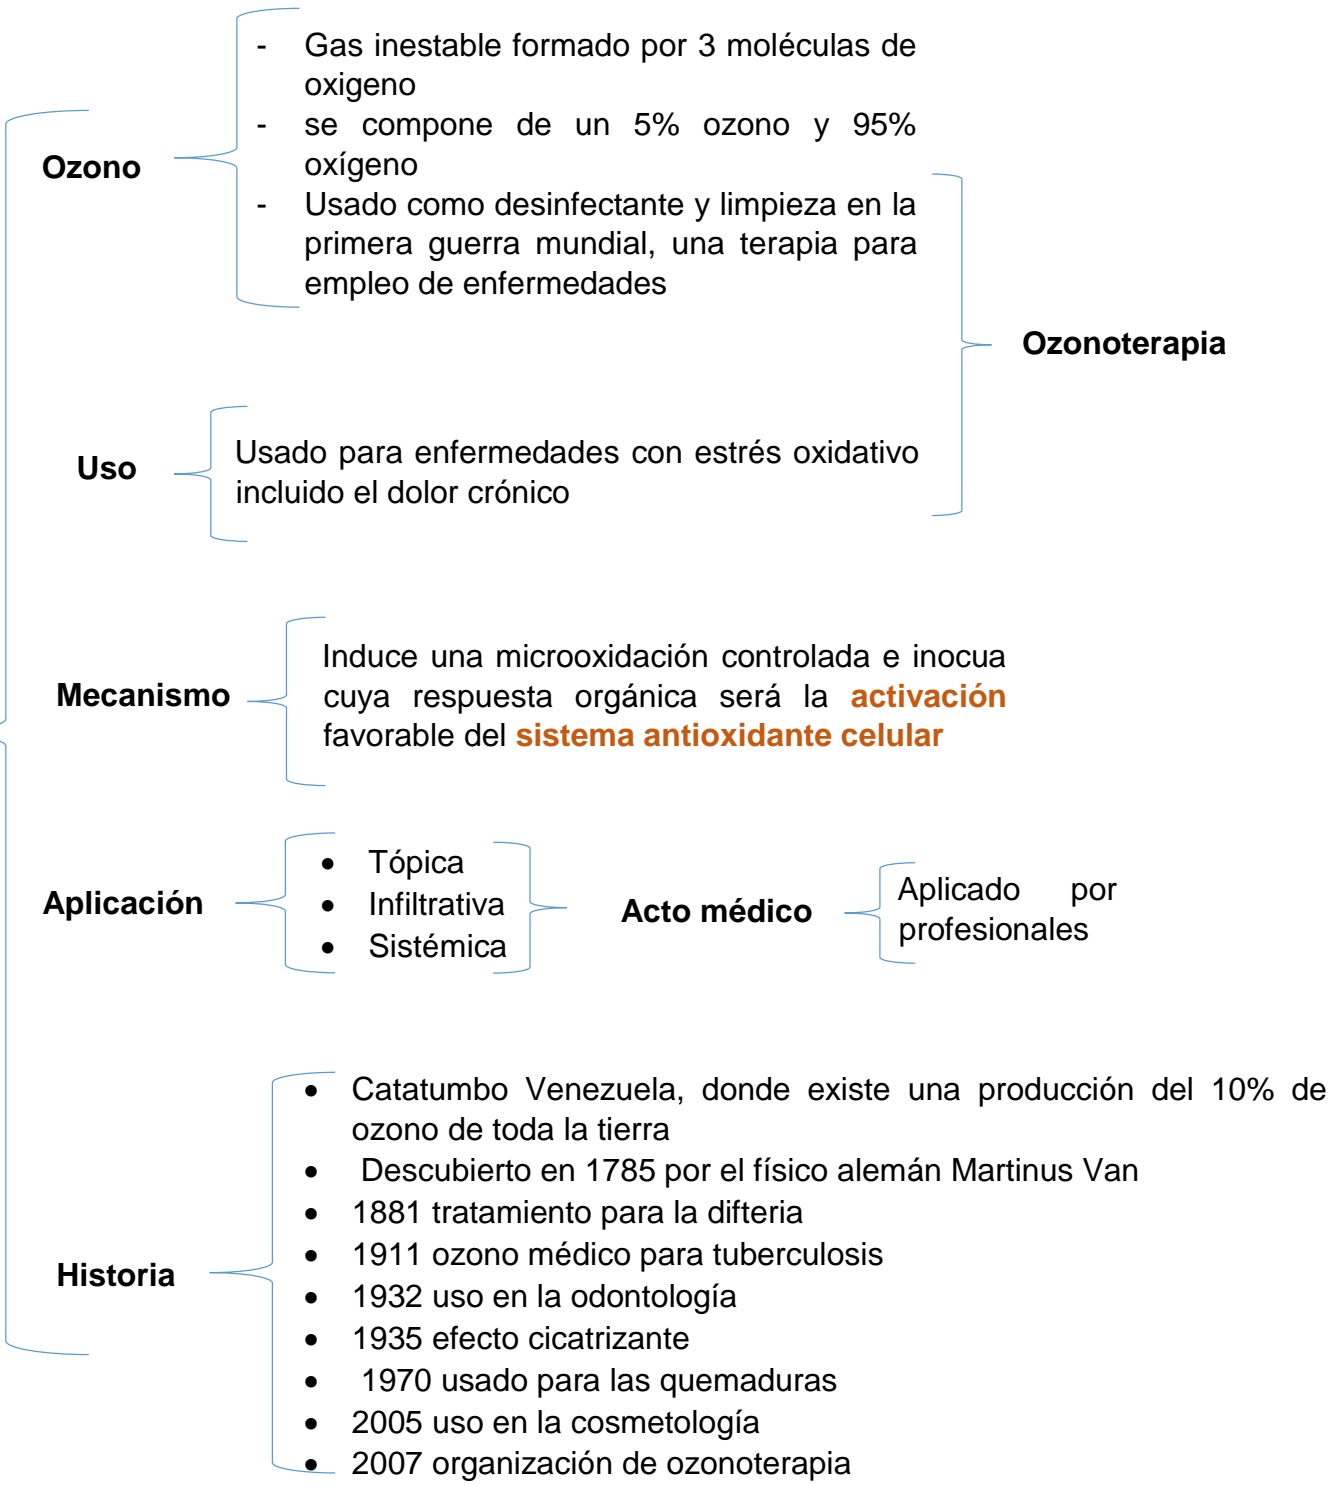 - Gas inestable formado por 3 moléculas de
oxigeno
- se compone de un 5% ozono y 95%
oxígeno
Ozono
- Usado como desinfectante y limpieza en la
primera guerra mundial, una terapia para
empleo de enfermedades
Ozonoterapia
Uso
Usado para enfermedades con estrés oxidativo
incluido el dolor crónico
Mecanismo
Induce una microoxidación controlada e inocua
cuya respuesta orgánica será la activación
favorable del sistema antioxidante celular
Aplicación
• Tópica
• Infiltrativa
• Sistémica
Acto médico
Aplicado por
profesionales
Historia
• Catatumbo Venezuela, donde existe una producción del 10% de
ozono de toda la tierra
• Descubierto en 1785 por el físico alemán Martinus Van
• 1881 tratamiento para la difteria
• 1911 ozono médico para tuberculosis
• 1932 uso en la odontología
• 1935 efecto cicatrizante
• 1970 usado para las quemaduras
• 2005 uso en la cosmetología
• 2007 organización de ozonoterapia